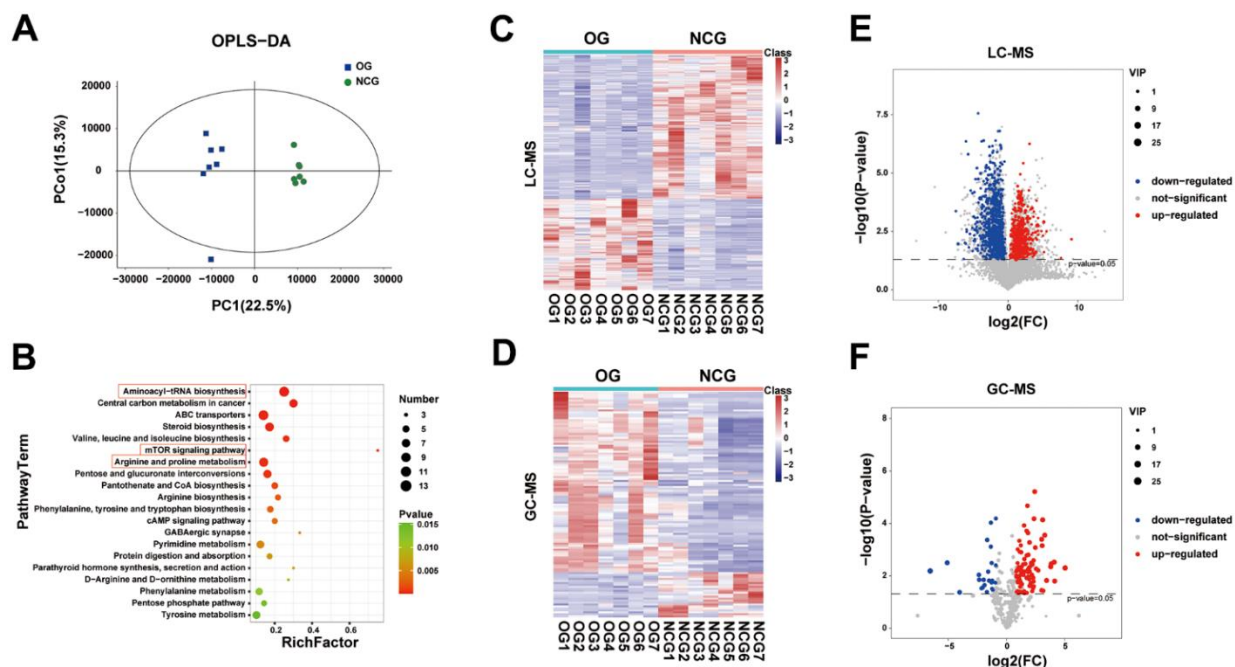 A
OPLS-DA
OG
NCG
20000
10000
0
−10000
−20000
PCo1(15.3%)
−30000 −20000 −10000 0 10000 20000 30000 40000
PC1(22.5%)
B
PathwayTerm
Aminoacyl−tRNA biosynthesis
Central carbon metabolism in cancer
ABC transporters
Steroid biosynthesis
Valine, leucine and isoleucine biosynthesis
mTOR signaling pathway
Arginine and proline metabolism
Pentose and glucuronate interconversions
Pantothenate and CoA biosynthesis
Arginine biosynthesis
Phenylalanine, tyrosine and tryptophan biosynthesis
cAMP signaling pathway
GABAergic synapse
Pyrimidine metabolism
Protein digestion and absorption
Parathyroid hormone synthesis, secretion and action
D−Arginine and D−ornithine metabolism
Phenylalanine metabolism
Pentose phosphate pathway
Tyrosine metabolism
0.2 0.4 0.6
RichFactor
Number
3
5
7
9
11
13
Pvalue
0.015
0.010
0.005
C
OG NCG
Class
3
2
1
0
−1
−2
−3
LC-MS
OG1 OG2 OG3 OG4 OG5 OG6 OG7 NCG1 NCG2 NCG3 NCG4 NCG5 NCG6 NCG7
D
OG NCG
Class
3
2
1
0
−1
−2
−3
GC-MS
OG1 OG2 OG3 OG4 OG5 OG6 OG7 NCG1 NCG2 NCG3 NCG4 NCG5 NCG6 NCG7
E
LC-MS
−log10(P-value)
7.5
5.0
2.5
0.0
p-value=0.05
−10 0 10
log2(FC)
VIP
1
9
17
25
down-regulated
not-significant
up-regulated
F
GC-MS
−log10(P-value)
8
6
4
2
0
p-value=0.05
−5 0 5
log2(FC)
VIP
1
9
17
25
down-regulated
not-significant
up-regulated